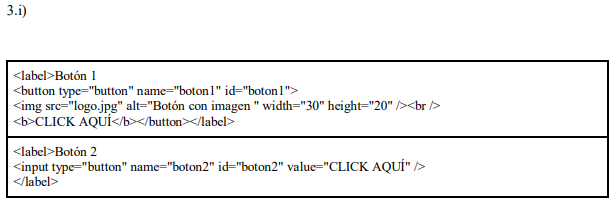 3.i)
<label>Botón 1
<button type="button" name="boton1" id="boton1">
<img src="logo.jpg" alt="Botón con imagen " width="30" height="20" /><br />
<b>CLICK AQUÍ</b></button></label>
<label>Botón 2
<input type="button" name="boton2" id="boton2" value="CLICK AQUÍ" />
</label>